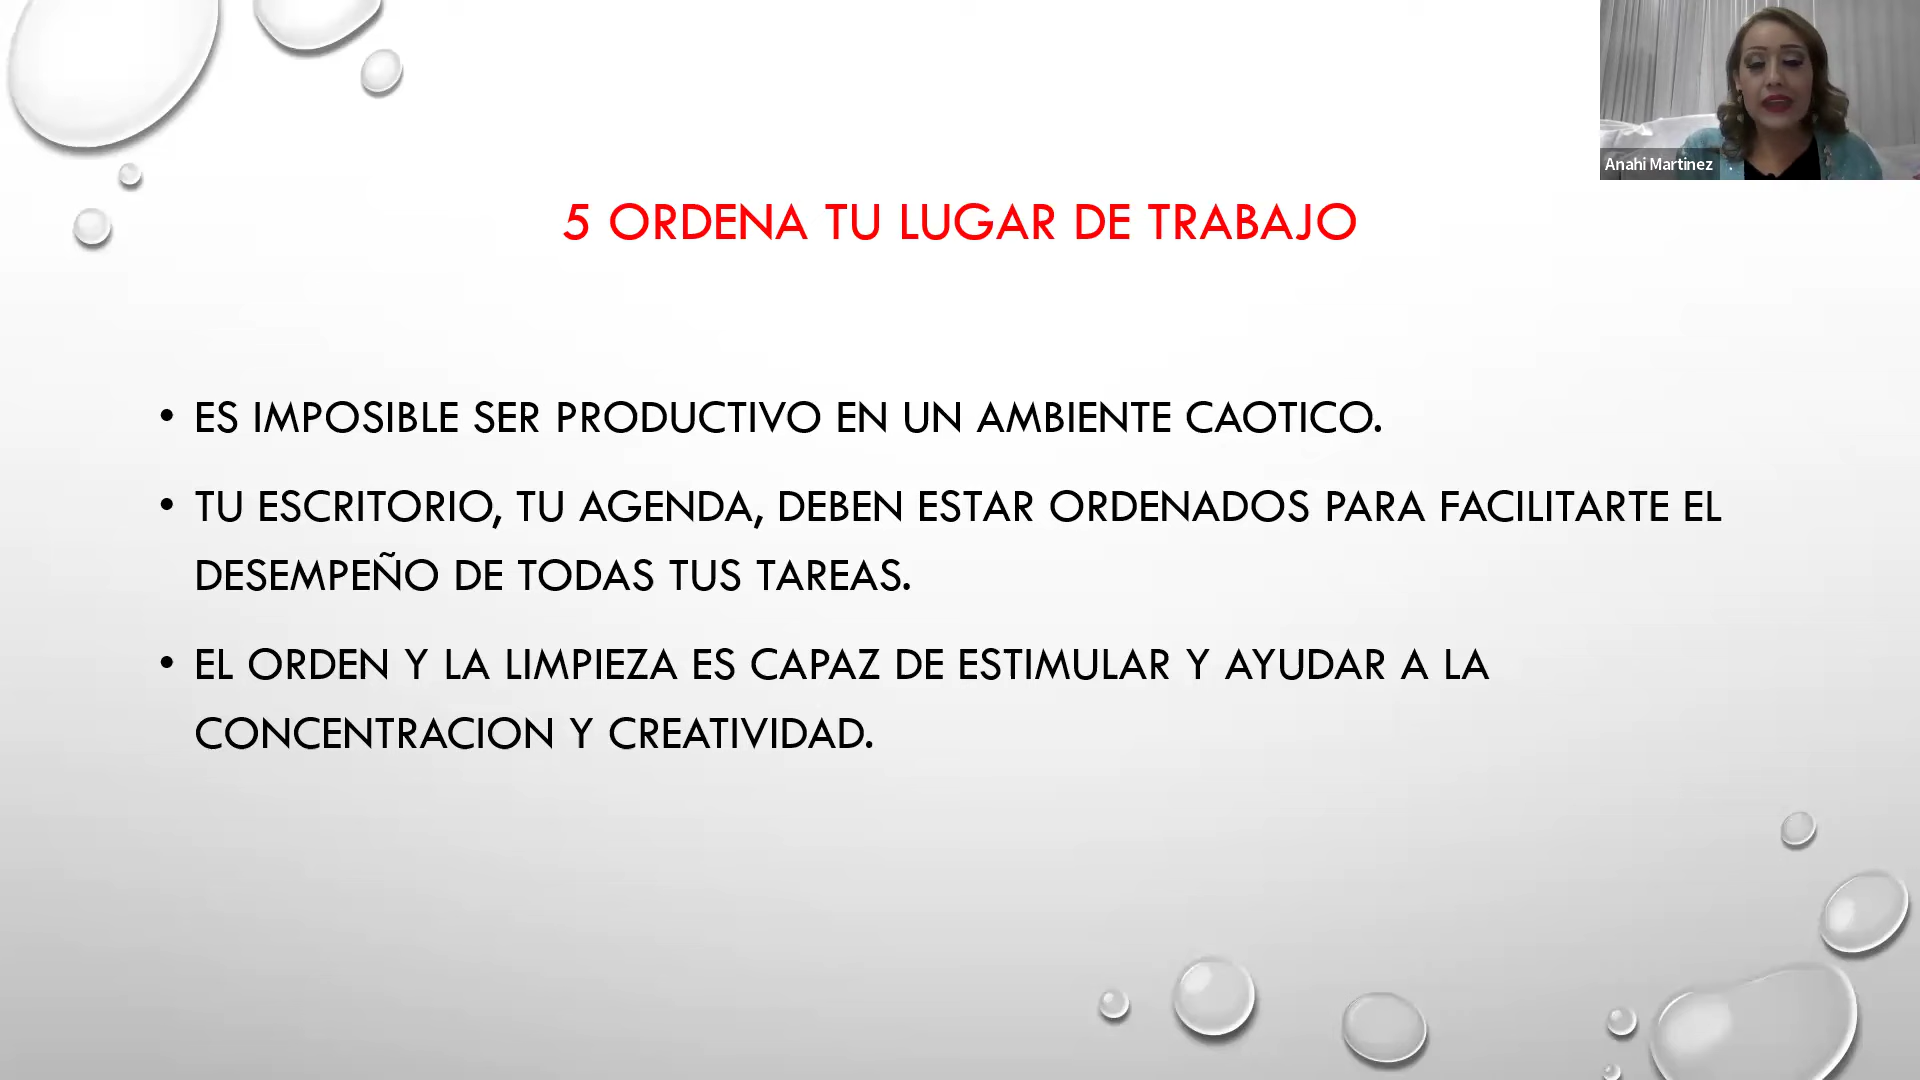 Anahi Martinez
5 ORDENA TU LUGAR DE TRABAJO
• ES IMPOSIBLE SER PRODUCTIVO EN UN AMBIENTE CAOTICO.
• TU ESCRITORIO, TU AGENDA, DEBEN ESTAR ORDENADOS PARA FACILITARTE EL
DESEMPEÑO DE TODAS TUS TAREAS.
• EL ORDEN Y LA LIMPIEZA ES CAPAZ DE ESTIMULAR Y AYUDAR A LA
CONCENTRACION Y CREATIVIDAD.